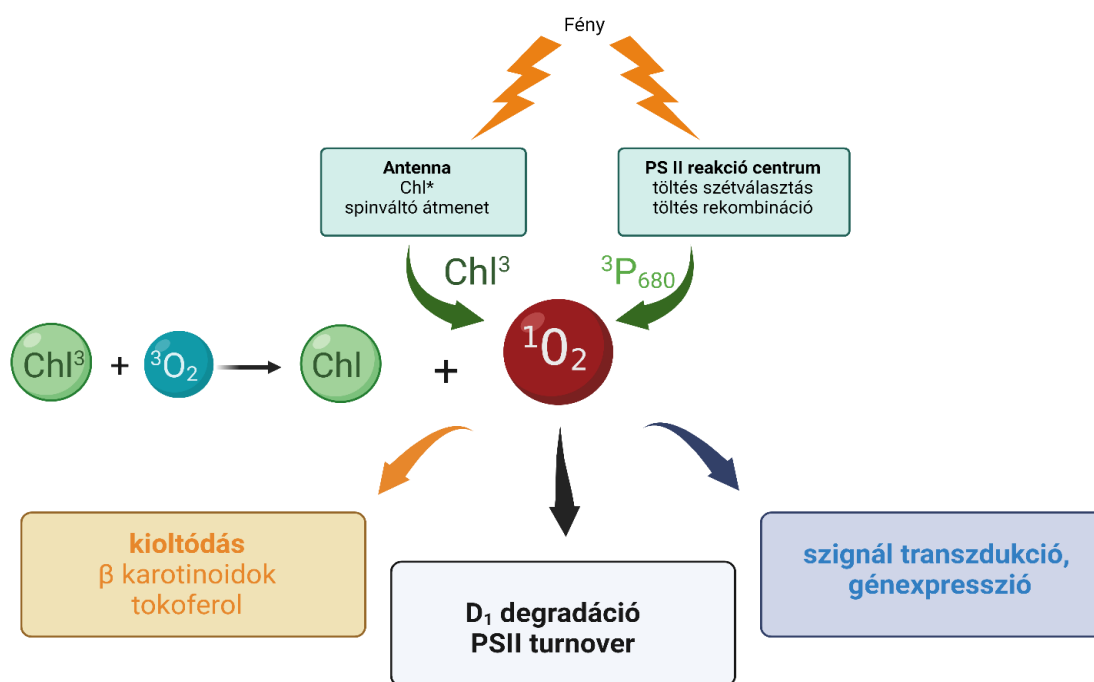 Fény
Antenna
Chl*
spinváltó átmenet
PS II reakció centrum
töltés szétválasztás
töltés rekombináció
Chl³
³P₆₈₀
Chl³ + ³O₂ Chl + ¹O₂
kioltódás
β karotinoidok
tokoferol
D₁ degradáció
PSII turnover
szignál transzdukció,
génexpresszió